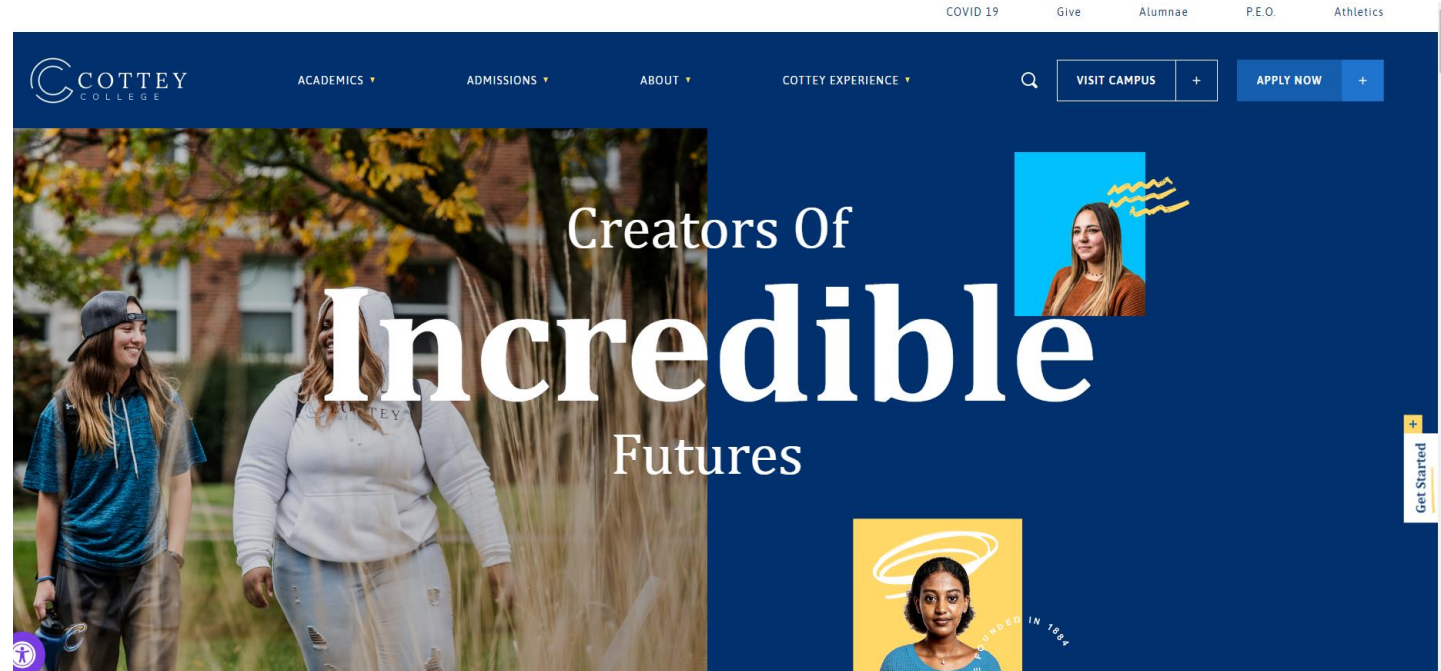 COVID 19 Give Alumnae P.E.O. Athletics
COTTEY
COLLEGE
ACADEMICS ADMISSIONS ABOUT COTTEY EXPERIENCE VISIT CAMPUS + APPLY NOW +
Creators Of
Incredible
Futures
+
Get Started
FOUNDED IN 1884